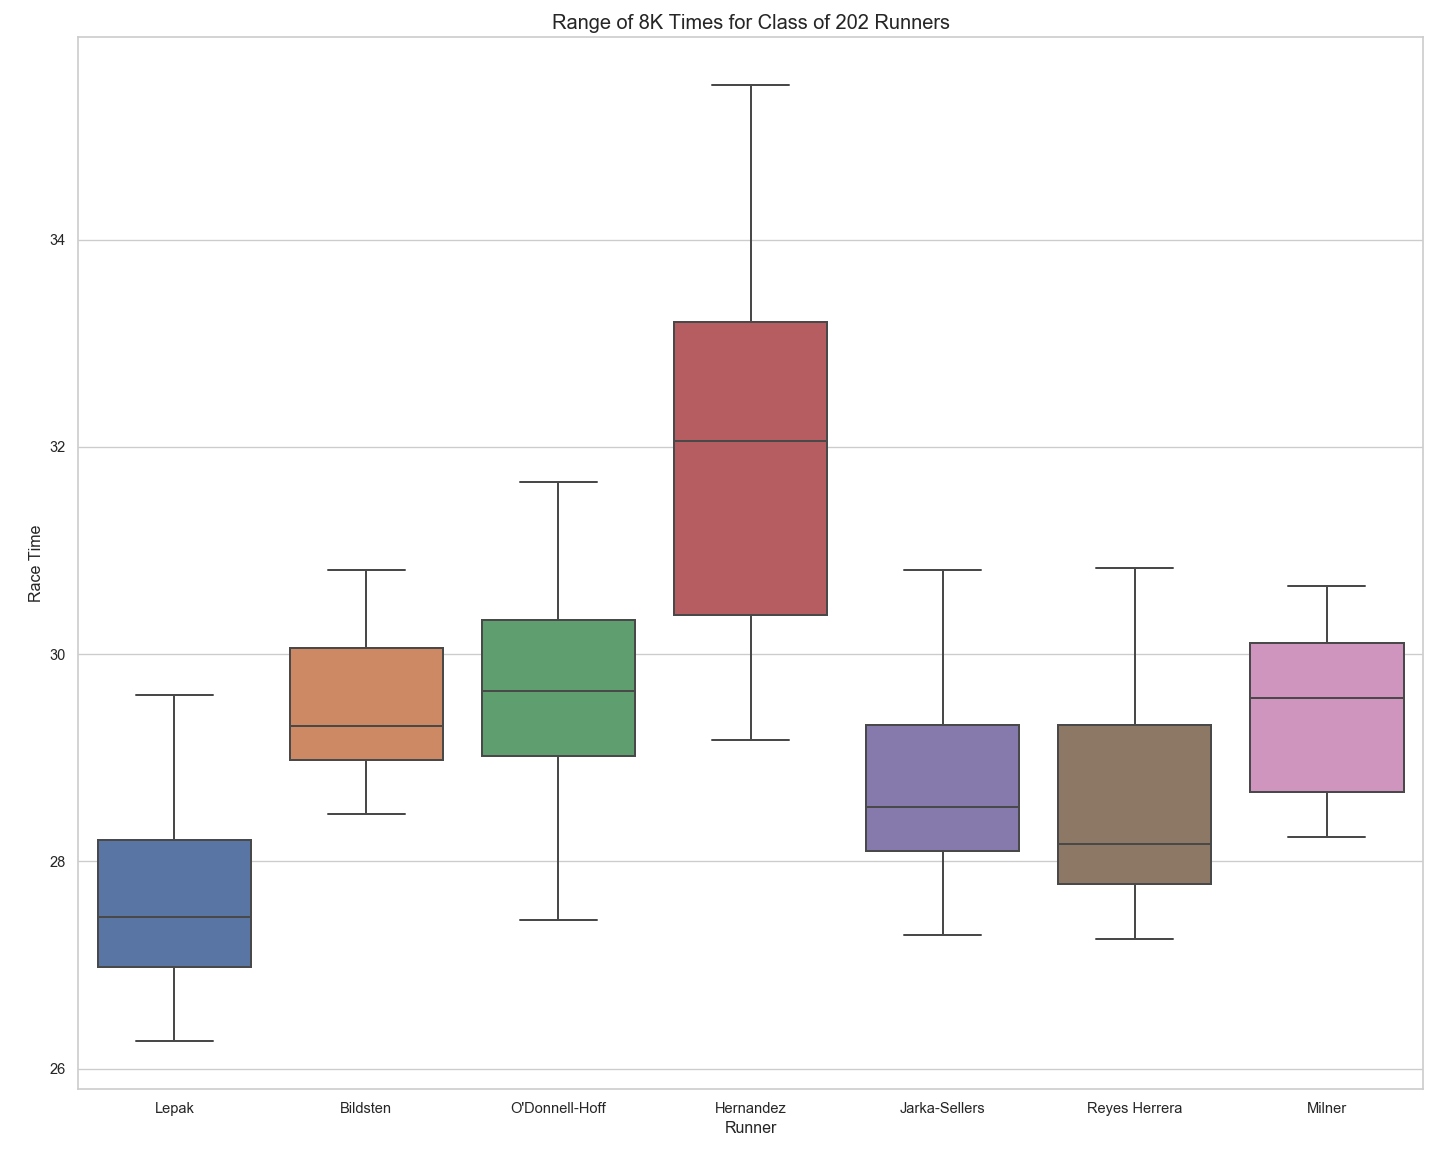 Range of 8K Times for Class of 202 Runners
Race Time
34
32
30
28
26
Lepak
Bildsten
O'Donnell-Hoff
Hernandez
Jarka-Sellers
Reyes Herrera
Milner
Runner